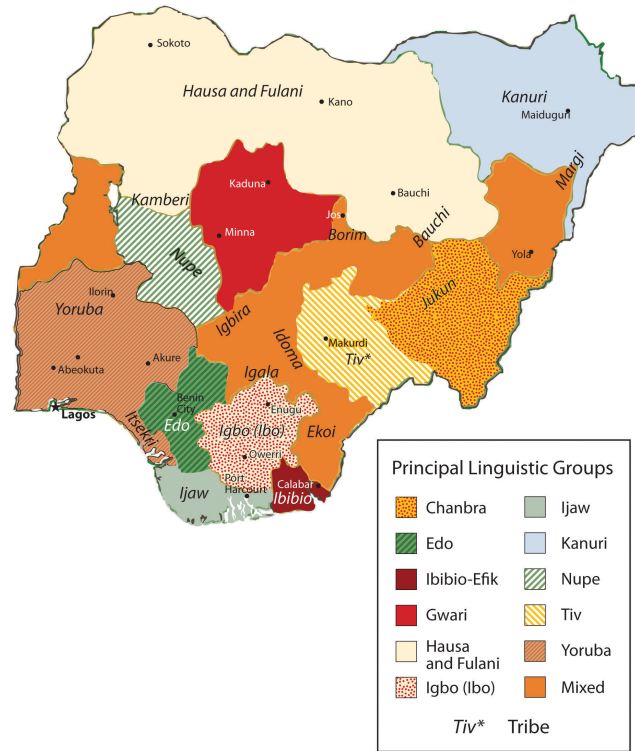 Sokoto
Hausa and Fulani
Kano
Kanuri
Maiduguri
Margi
Kaduna
Kamberi
Bauchi
Jos
Borim
Bauchi
Minna
Nupe
Yola
Ilorin
Yoruba
Igbira
Jukun
Idoma
Makurdi
Tiv*
Abeokuta
Akure
Igala
Benin
City
Enugu
Lagos
Itsekri
Edo
Igbo (Ibo)
Ekoi
Owerri
Port
Harcourt
Calabar
Ijaw
Ibibio
Principal Linguistic Groups
Chanbra
Edo
Ibibio-Efik
Gwari
Hausa
and Fulani
Igbo (Ibo)
Ijaw
Kanuri
Nupe
Tiv
Yoruba
Mixed
Tiv* Tribe